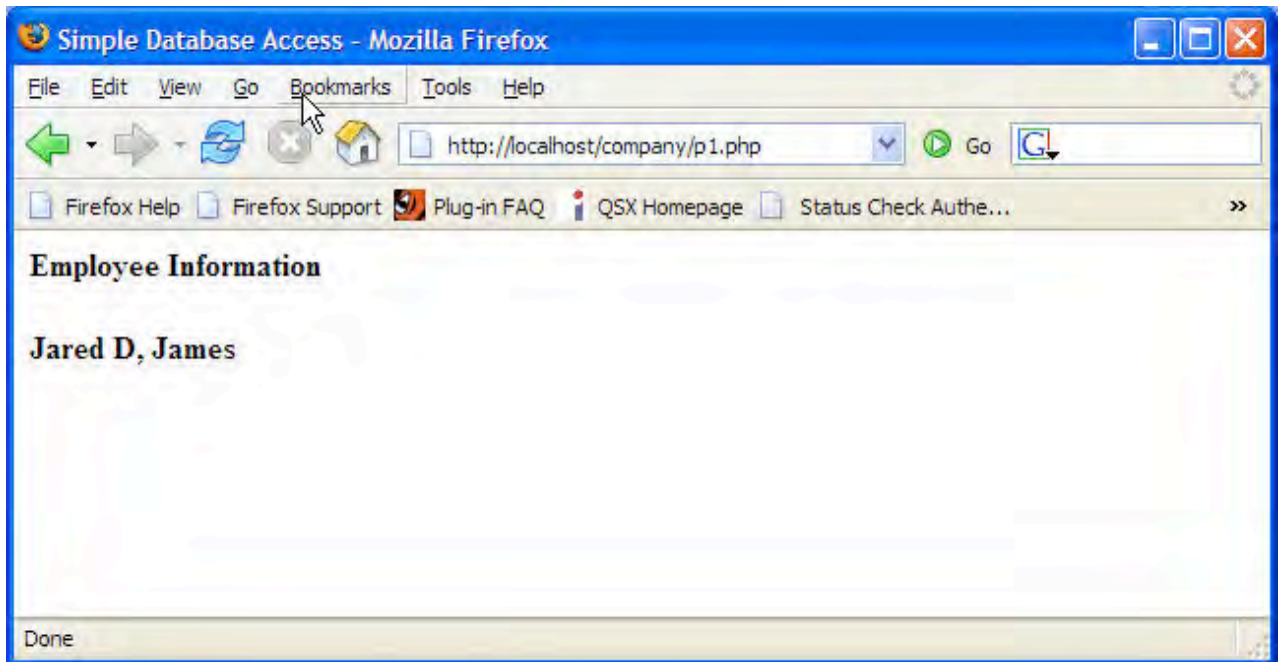 Simple Database Access - Mozilla Firefox
File Edit View Go Bookmarks Tools Help
http://localhost/company/p1.php Go G
Firefox Help Firefox Support Plug-in FAQ QSX Homepage Status Check Authe... »
Employee Information
Jared D, James
Done